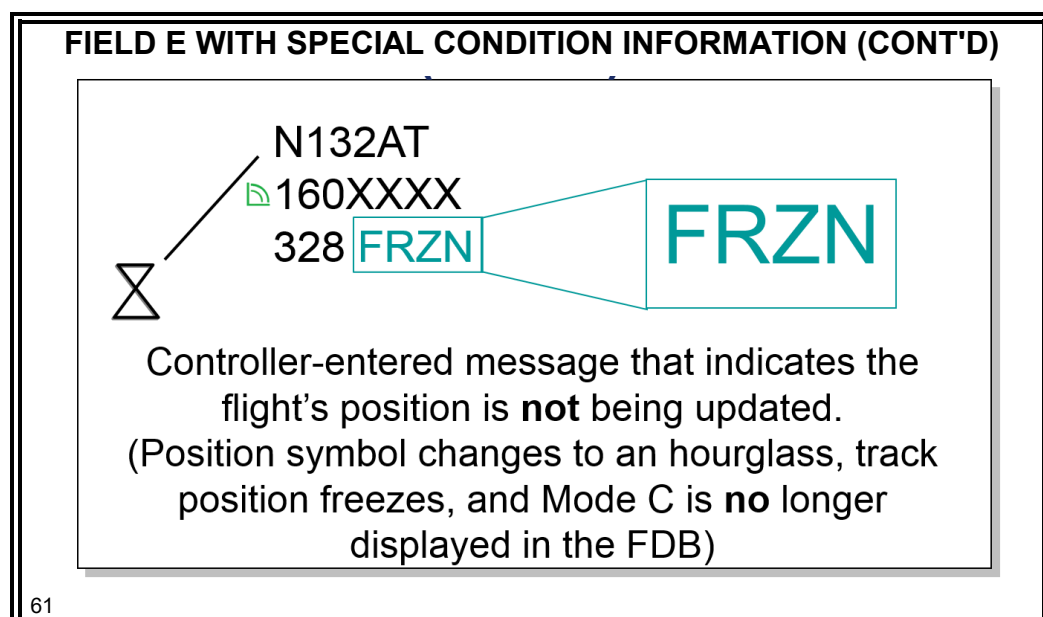 FIELD E WITH SPECIAL CONDITION INFORMATION (CONT'D)
N132AT
160XXXX
328 FRZN
FRZN
Controller-entered message that indicates the
flight’s position is not being updated.
(Position symbol changes to an hourglass, track
position freezes, and Mode C is no longer
displayed in the FDB)
61